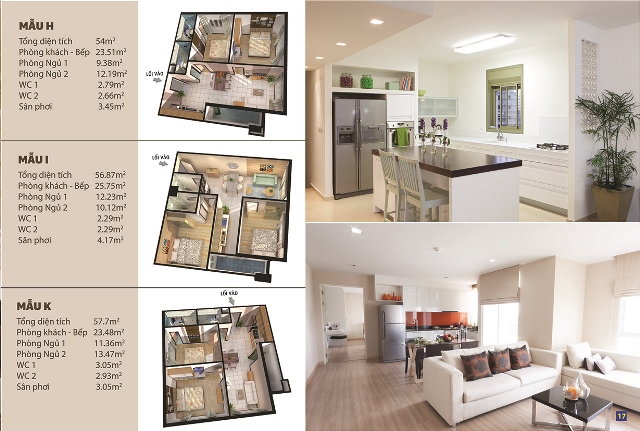 MẪU H
Tổng diện tích 54m²
Phòng khách - Bếp 23.51m²
Phòng Ngủ 1 9.38m²
Phòng Ngủ 2 12.19m²
WC 1 2.79m²
WC 2 2.66m²
Sân phơi 3.45m²
LỐI VÀO
MẪU I
Tổng diện tích 56.87m²
Phòng khách - Bếp 25.75m²
Phòng Ngủ 1 12.23m²
Phòng Ngủ 2 10.12m²
WC 1 2.29m²
WC 2 2.29m²
Sân phơi 4.17m²
LỐI VÀO
MẪU K
Tổng diện tích 57.7m²
Phòng khách - Bếp 23.48m²
Phòng Ngủ 1 11.36m²
Phòng Ngủ 2 13.47m²
WC 1 3.05m²
WC 2 2.93m²
Sân phơi 3.05m²
LỐI VÀO
17